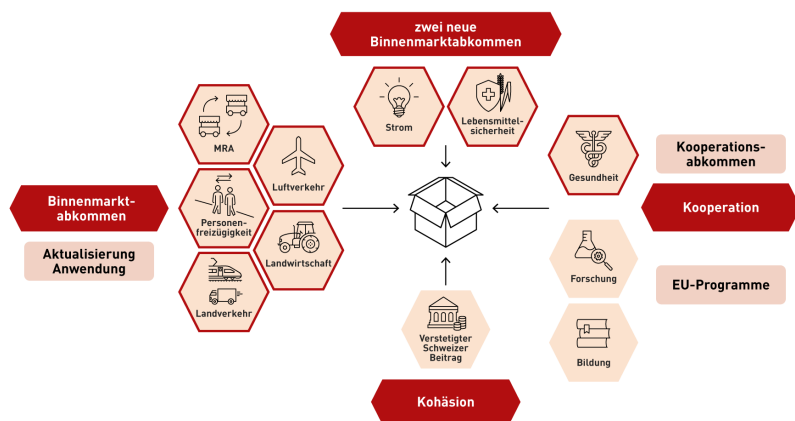 zwei neue
Binnenmarktabkommen
Strom
Lebensmittel-
sicherheit
MRA
Luftverkehr
Personen-
freizügigkeit
Landwirtschaft
Landverkehr
Binnenmarkt-
abkommen
Aktualisierung
Anwendung
Gesundheit
Kooperations-
abkommen
Kooperation
Forschung
EU-Programme
Bildung
Verstetigter
Schweizer
Beitrag
Kohäsion